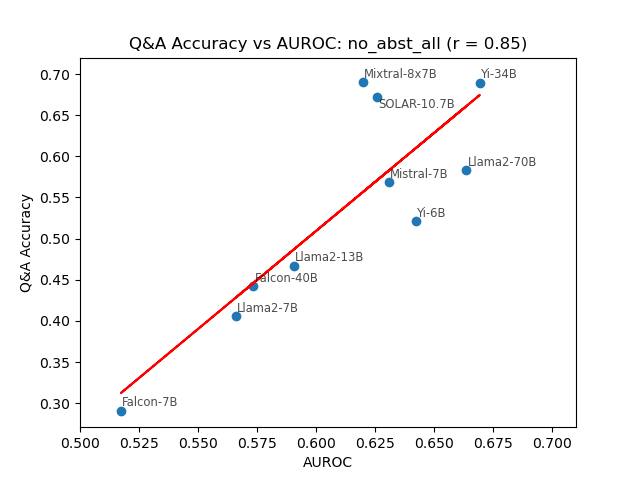 Q&A Accuracy vs AUROC: no_abst_all (r = 0.85)
Q&A Accuracy
0.70
0.65
0.60
0.55
0.50
0.45
0.40
0.35
0.30
Mixtral-8x7B
Yi-34B
SOLAR-10.7B
Llama2-70B
Mistral-7B
Yi-6B
Llama2-13B
Falcon-40B
Llama2-7B
Falcon-7B
0.500 0.525 0.550 0.575 0.600 0.625 0.650 0.675 0.700
AUROC